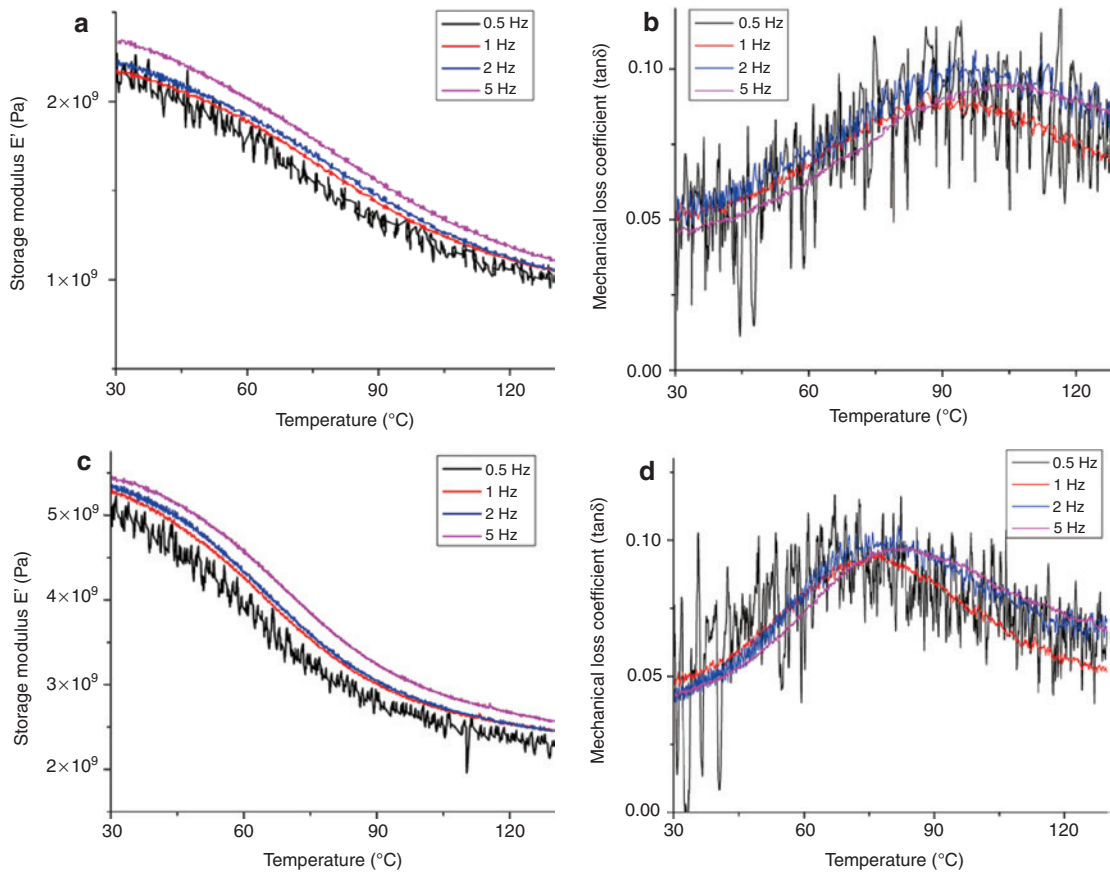 a
0.5 Hz
1 Hz
2 Hz
5 Hz
Storage modulus E' (Pa)
2×10⁹
1×10⁹
30
60
90
120
Temperature (°C)
b
0.5 Hz
1 Hz
2 Hz
5 Hz
Mechanical loss coefficient (tanδ)
0.10
0.05
0.00
30
60
90
120
Temperature (°C)
c
0.5 Hz
1 Hz
2 Hz
5 Hz
Storage modulus E' (Pa)
5×10⁹
4×10⁹
3×10⁹
2×10⁹
30
60
90
120
Temperature (°C)
d
0.5 Hz
1 Hz
2 Hz
5 Hz
Mechanical loss coefficient (tanδ)
0.10
0.05
0.00
30
60
90
120
Temperature (°C)